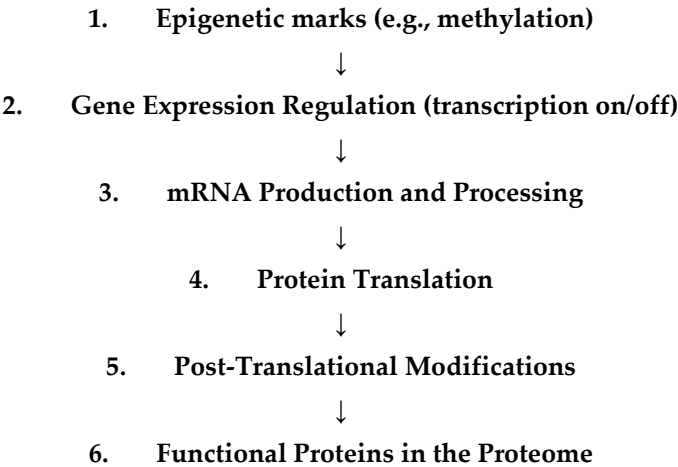 1. Epigenetic marks (e.g., methylation)
↓
2. Gene Expression Regulation (transcription on/off)
↓
3. mRNA Production and Processing
↓
4. Protein Translation
↓
5. Post-Translational Modifications
↓
6. Functional Proteins in the Proteome